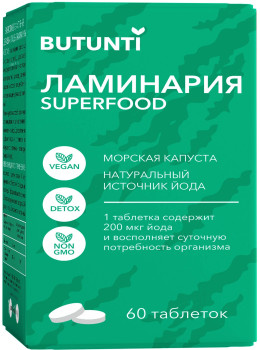 BUTUNTI
ЛАМИНАРИЯ
SUPERFOOD
VEGAN
МОРСКАЯ КАПУСТА
НАТУРАЛЬНЫЙ
ИСТОЧНИК ЙОДА
DETOX
1 таблетка содержит
200 мкг йода
и восполняет суточную
потребность организма
NON
GMO
60 таблеток